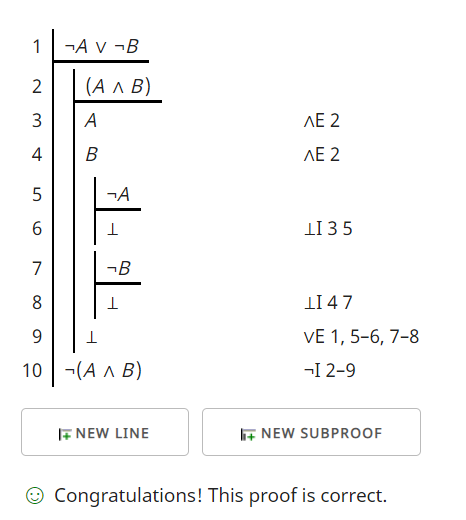 1 ¬A ∨ ¬B
2 (A ∧ B)
3 A ∧E 2
4 B ∧E 2
5 ¬A
6 ⊥ ⊥I 3 5
7 ¬B
8 ⊥ ⊥I 4 7
9 ⊥ ∨E 1, 5–6, 7–8
10 ¬(A ∧ B) ¬I 2–9
NEW LINE NEW SUBPROOF
Congratulations! This proof is correct.